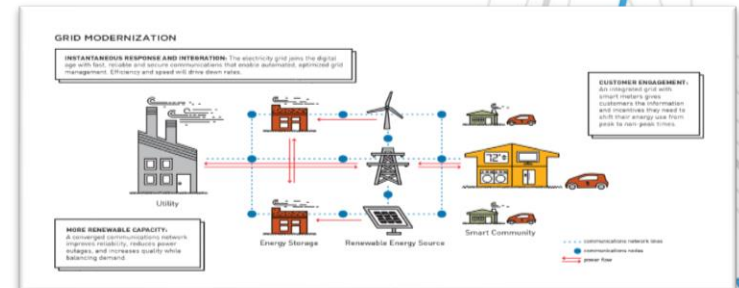 GRID MODERNIZATION
INSTANTANEOUS RESPONSE AND INTEGRATION: The electricity grid joins the digital
age with fast, reliable and secure communications that enable automated, optimized grid
management. Efficiency and speed will drive down rates.
CUSTOMER ENGAGEMENT:
An integrated grid with
smart meters gives
customers the information
and incentives they need to
shift their energy use from
peak to non-peak times.
72°
Utility
Energy Storage
Renewable Energy Source
Smart Community
MORE RENEWABLE CAPACITY:
A converged communications network
improves reliability, reduces power
outages, and increases quality while
balancing demand.
communications network lines
communications nodes
power flow